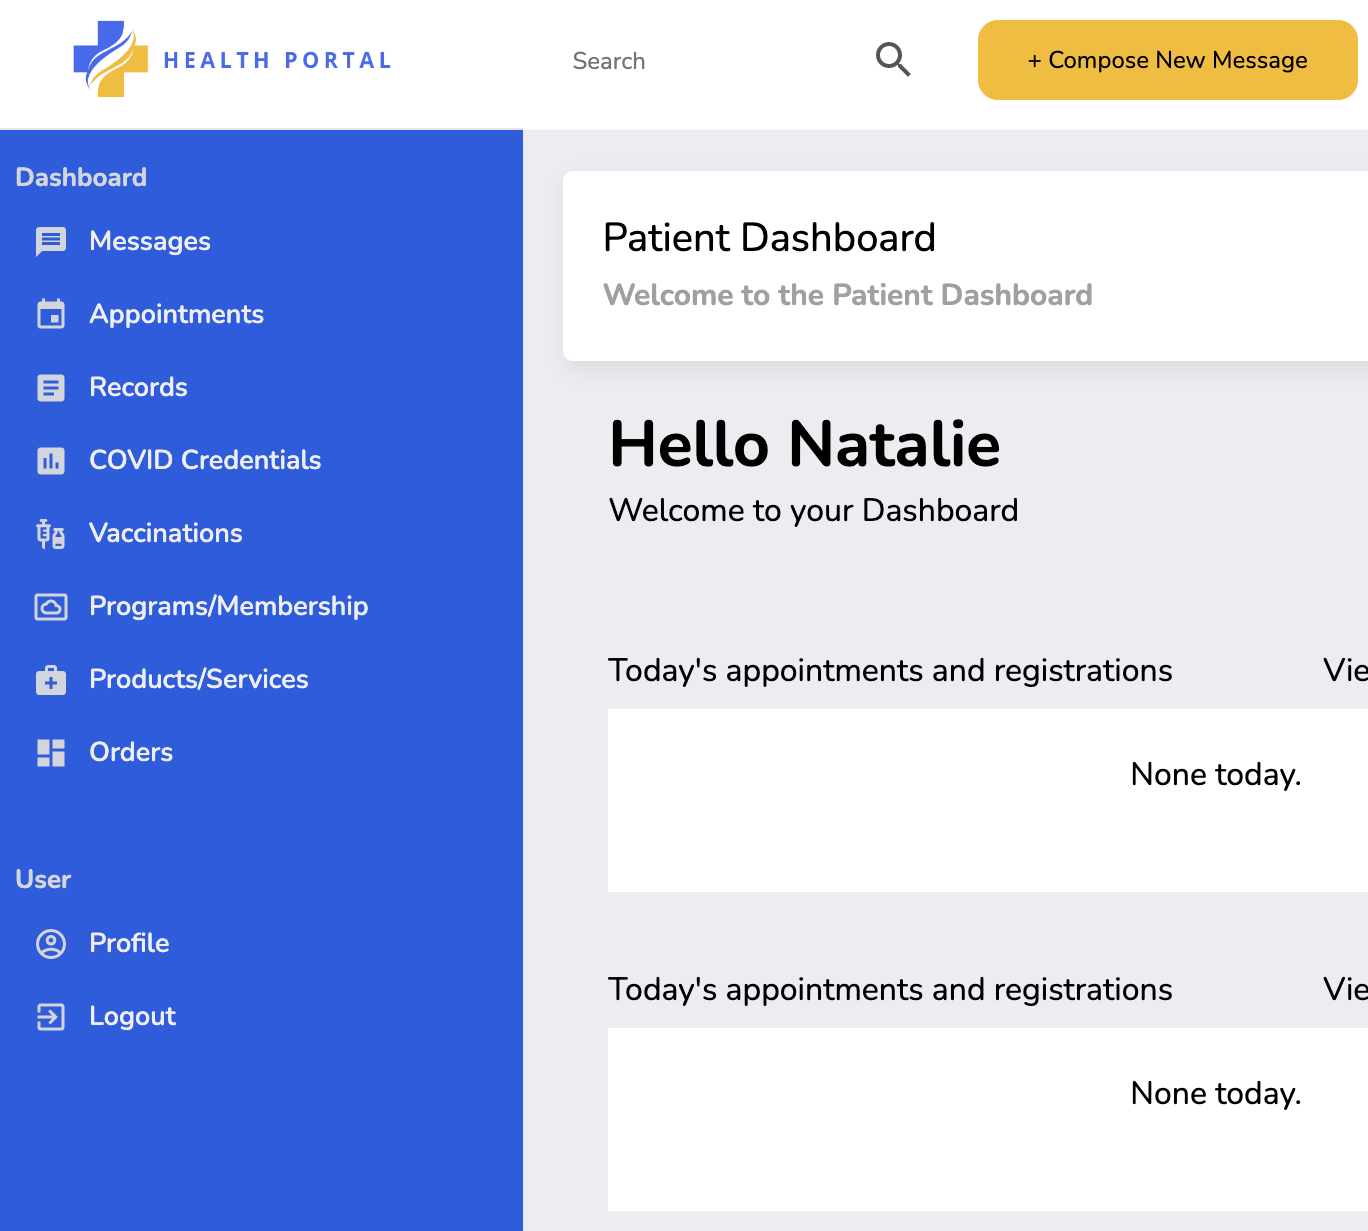 HEALTH PORTAL
Search
+ Compose New Message
Dashboard
Messages
Appointments
Records
COVID Credentials
Vaccinations
Programs/Membership
Products/Services
Orders
User
Profile
Logout
Patient Dashboard
Welcome to the Patient Dashboard
Hello Natalie
Welcome to your Dashboard
Today's appointments and registrations
None today.
Today's appointments and registrations
None today.